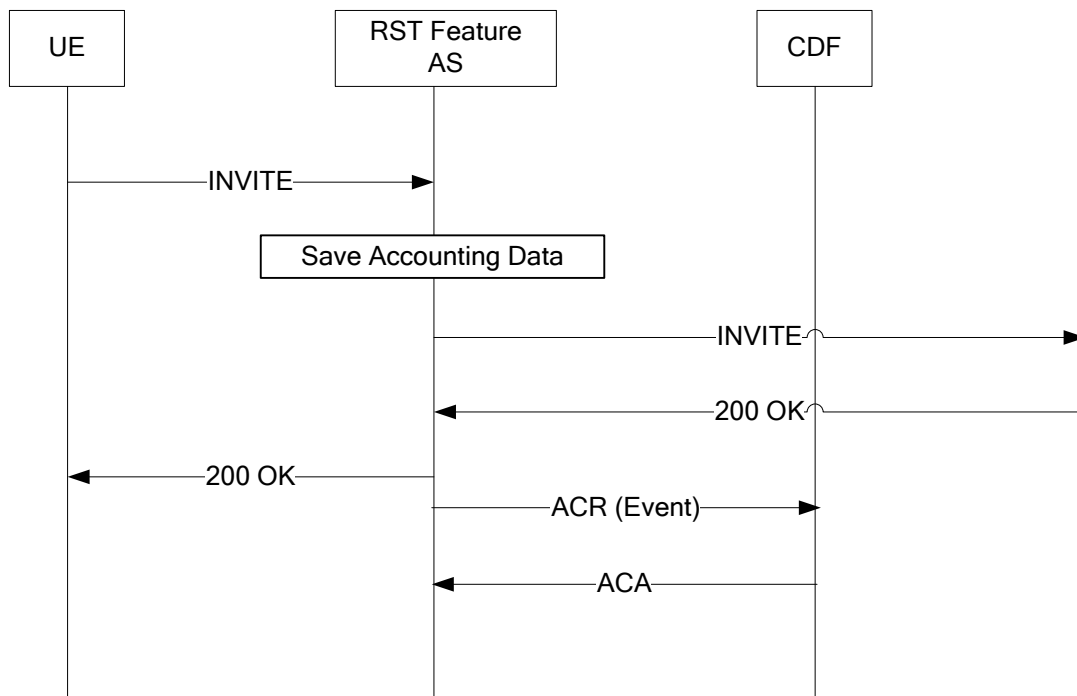 UE
RST Feature
AS
CDF
INVITE
Save Accounting Data
INVITE
200 OK
200 OK
ACR (Event)
ACA